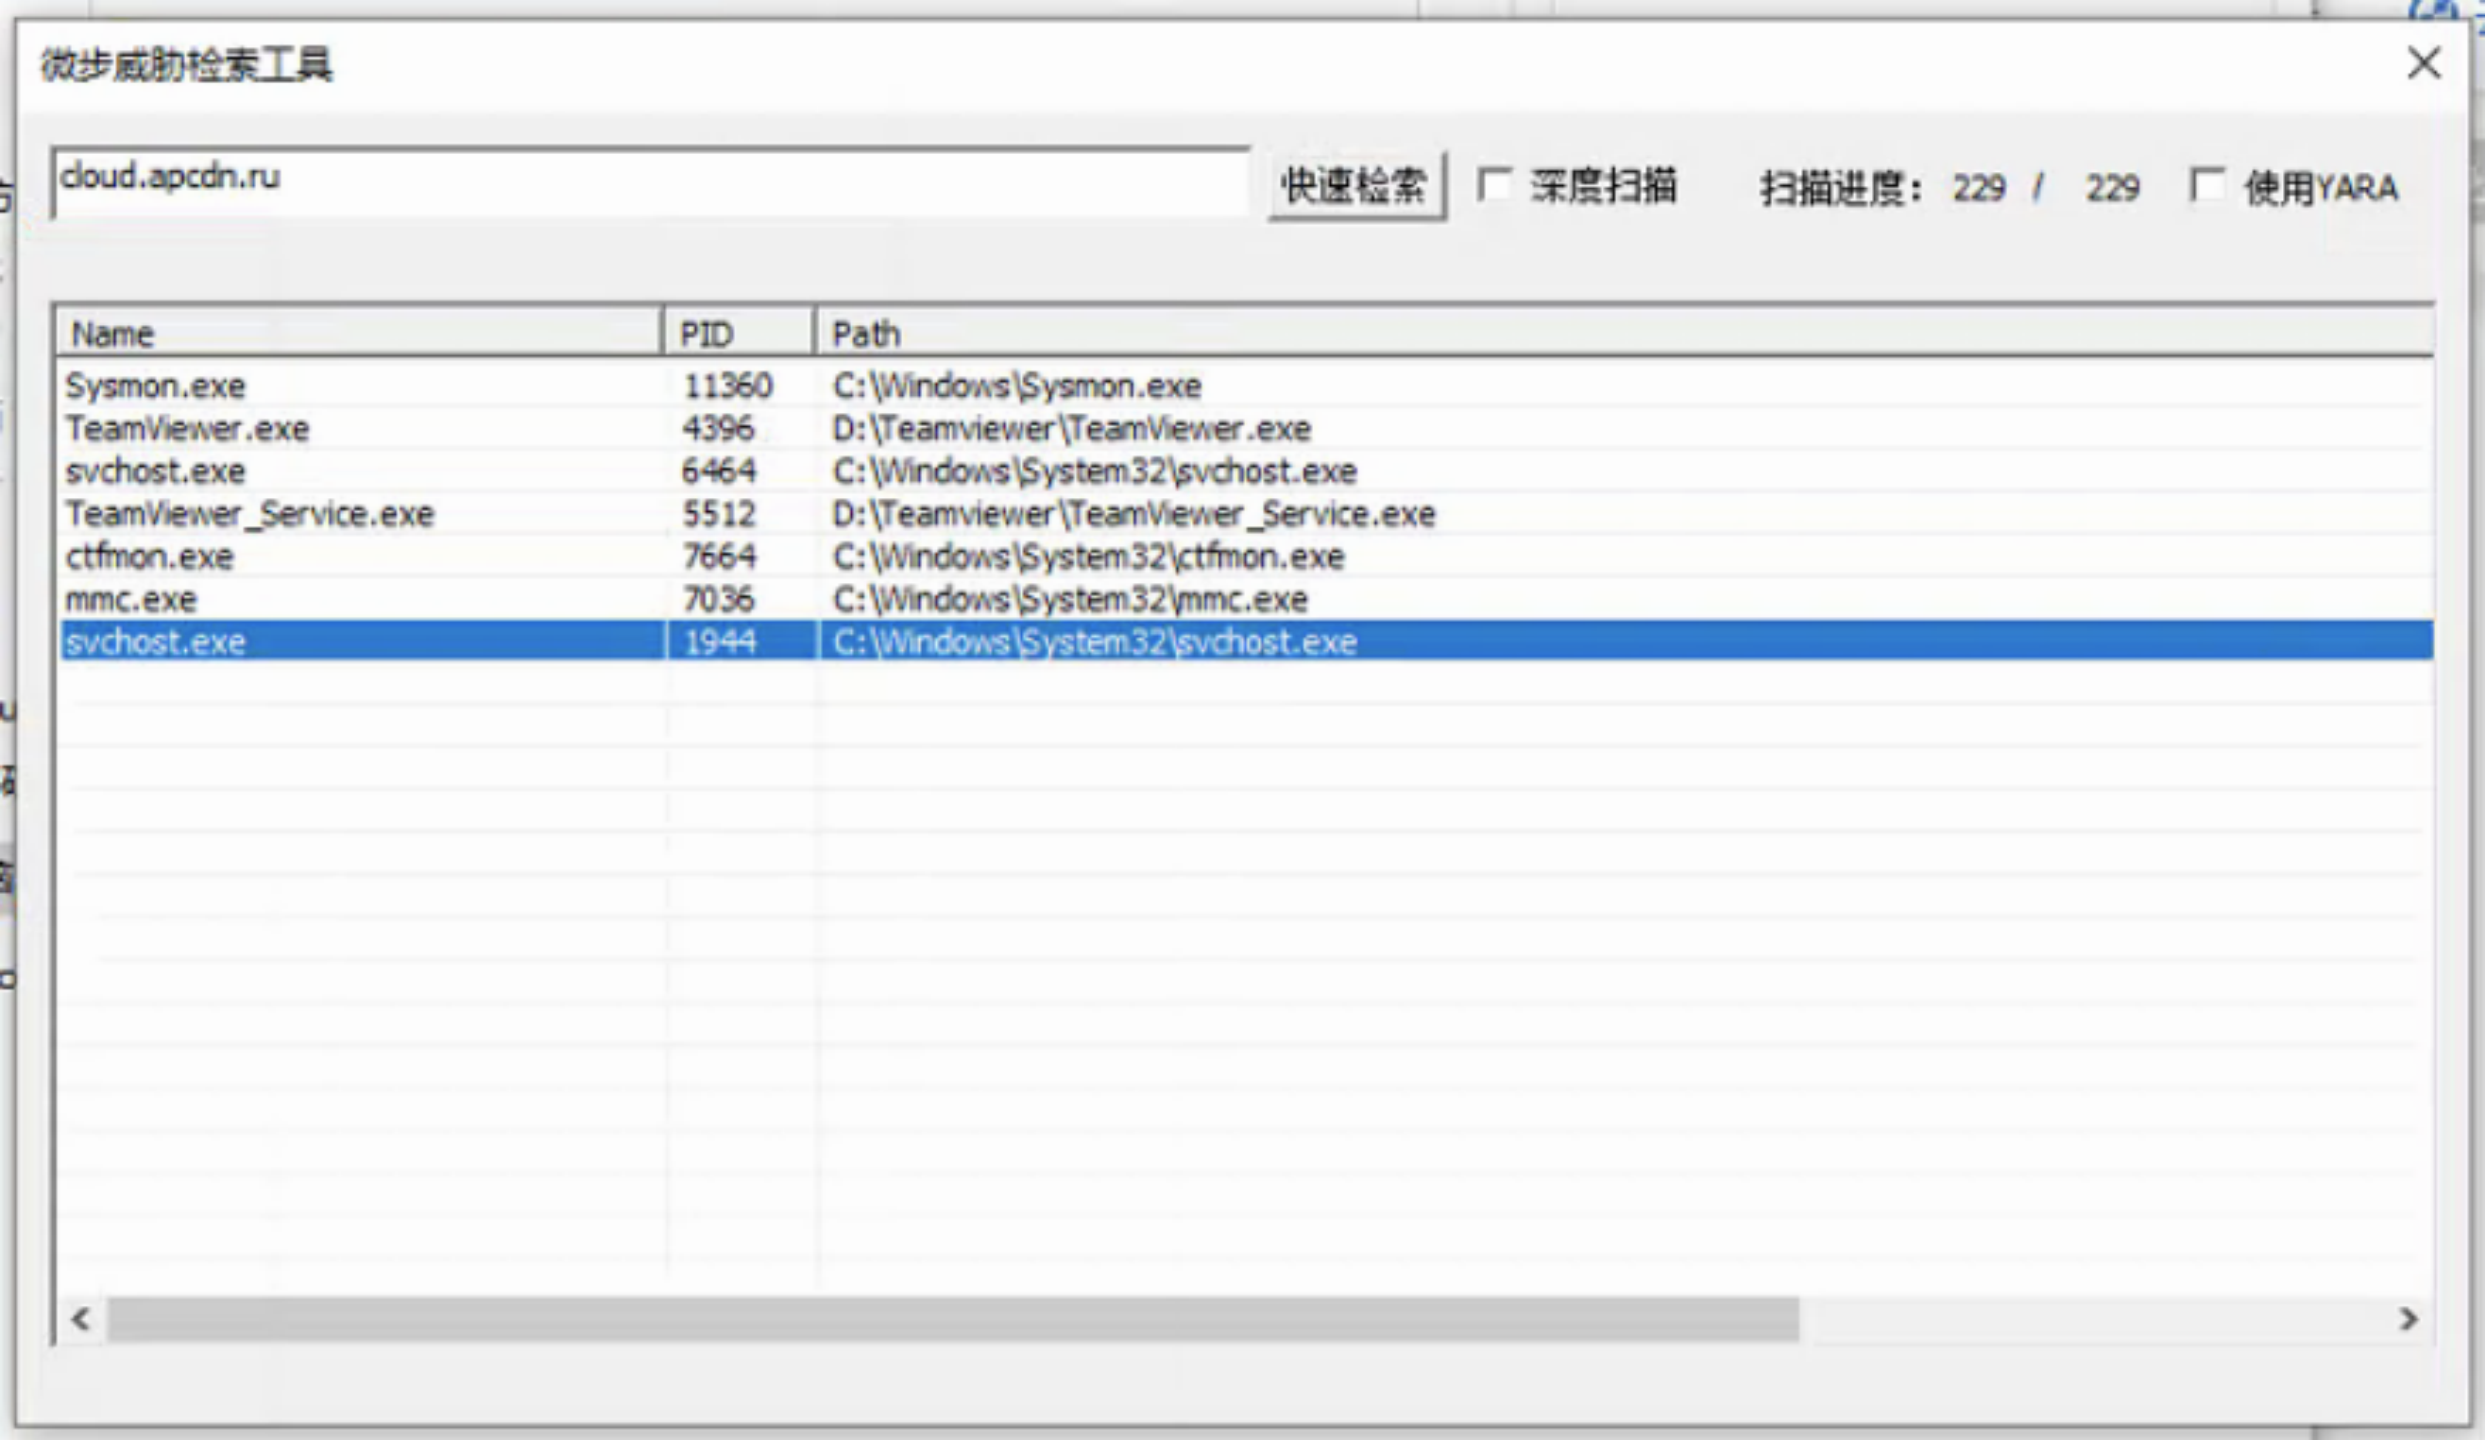 微步威胁检索工具
cloud.apcdn.ru 快速检索 深度扫描 扫描进度： 229 / 229 使用YARA
Name PID Path
Sysmon.exe 11360 C:\Windows\Sysmon.exe
TeamViewer.exe 4396 D:\Teamviewer\TeamViewer.exe
svchost.exe 6464 C:\Windows\System32\svchost.exe
TeamViewer_Service.exe 5512 D:\Teamviewer\TeamViewer_Service.exe
ctfmon.exe 7664 C:\Windows\System32\ctfmon.exe
mmc.exe 7036 C:\Windows\System32\mmc.exe
svchost.exe 1944 C:\Windows\System32\svchost.exe